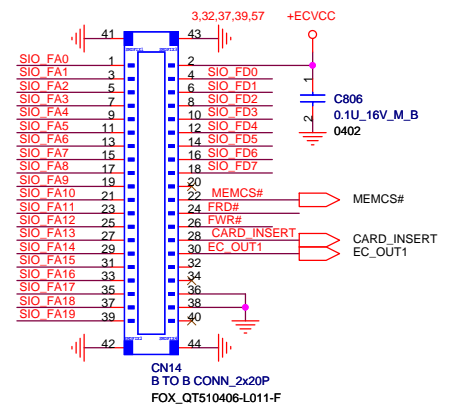 3,32,37,39,57 +ECVCC
41 43
SIO_FA0 1 2
SIO_FA1 3 4 SIO_FD0
SIO_FA2 5 6 SIO_FD1
SIO_FA3 7 8 SIO_FD2
SIO_FA4 9 10 SIO_FD3
SIO_FA5 11 12 SIO_FD4
SIO_FA6 13 14 SIO_FD5
SIO_FA7 15 16 SIO_FD6
SIO_FA8 17 18 SIO_FD7
SIO_FA9 19 20
SIO_FA10 21 22 MEMCS# MEMCS#
SIO_FA11 23 24 FRD#
SIO_FA12 25 26 FWR#
SIO_FA13 27 28 CARD_INSERT CARD_INSERT
SIO_FA14 29 30 EC_OUT1 EC_OUT1
SIO_FA15 31 32
SIO_FA16 33 34
SIO_FA17 35 36
SIO_FA18 37 38
SIO_FA19 39 40
42 44
1
C806
0.1U_16V_M_B
2
0402
CN14
B TO B CONN_2x20P
FOX_QT510406-L011-F